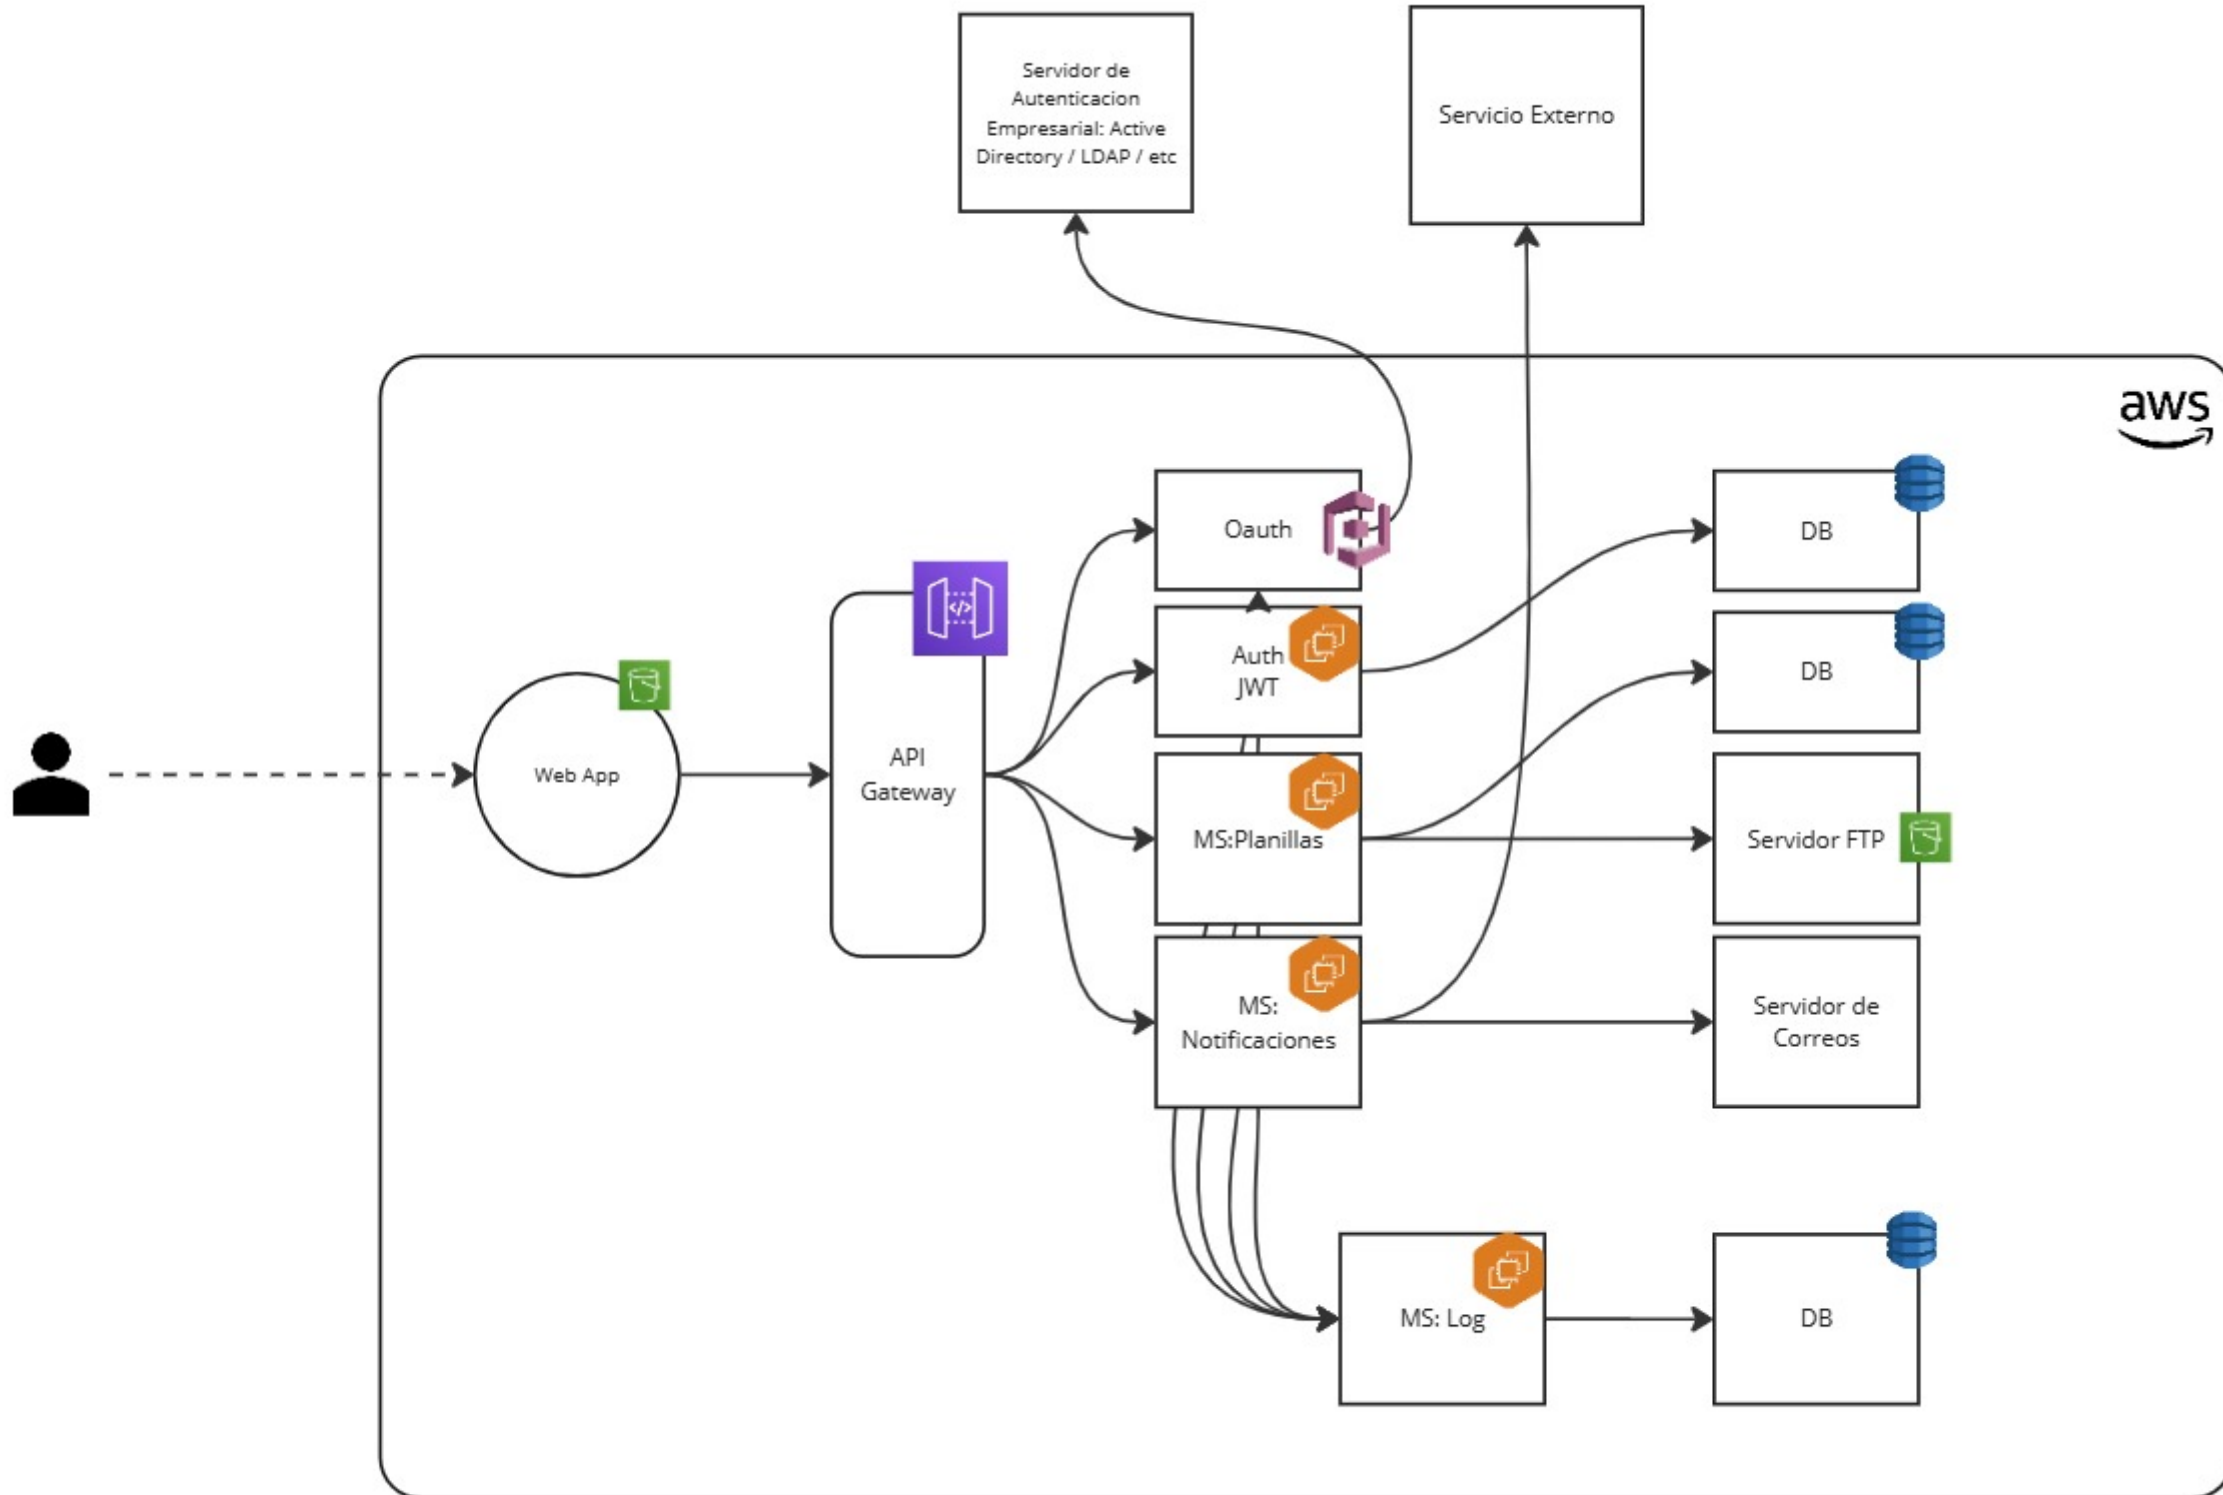 Servidor de
Autenticacion
Empresarial: Active
Directory / LDAP / etc
Servicio Externo
aws
Oauth
DB
</>
Auth
JWT
DB
Web App
API
Gateway
MS:Planillas
Servidor FTP
MS:
Notificaciones
Servidor de
Correos
MS: Log
DB